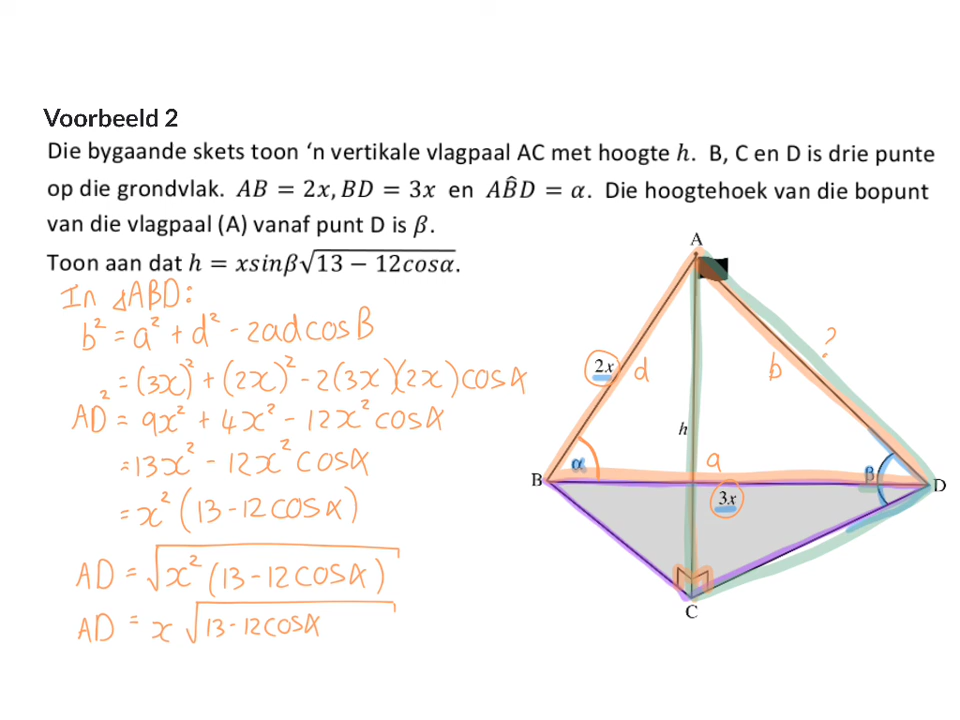 Voorbeeld 2
Die bygaande skets toon ‘n vertikale vlagpaal AC met hoogte h. B, C en D is drie punte
op die grondvlak. AB = 2x, BD = 3x en AB̂D = α. Die hoogtehoek van die bopunt
van die vlagpaal (A) vanaf punt D is β.
Toon aan dat h = xsinβ√(13 − 12cosα).
In △ABD:
b² = a² + d² - 2ad cos B
² = (3x)² + (2x)² - 2(3x)(2x) cos α
AD = 9x² + 4x² - 12x² cos α
= 13x² - 12x² cos α
= x² (13 - 12 cos α)
AD = √(x² (13 - 12 cos α))
AD = x √(13 - 12 cos α)
A
?
2x
d
b
h
a
B
α
β
D
3x
C